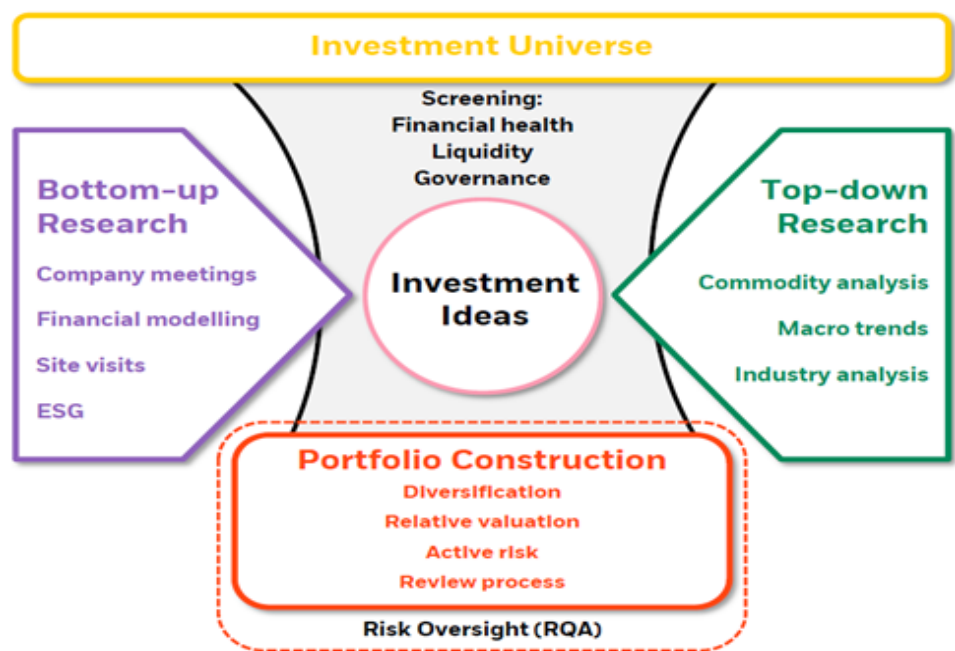 Investment Universe
Screening:
Financial health
Liquidity
Governance
Bottom-up
Research
Company meetings
Financial modelling
Site visits
ESG
Investment
Ideas
Top-down
Research
Commodity analysis
Macro trends
Industry analysis
Portfolio Construction
Diversification
Relative valuation
Active risk
Review process
Risk Oversight (RQA)